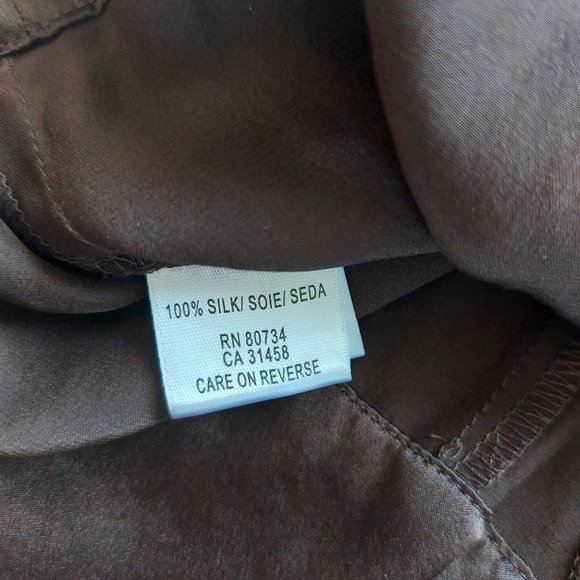 100% SILK/ SOIE/ SEDA
RN 80734
CA 31458
CARE ON REVERSE